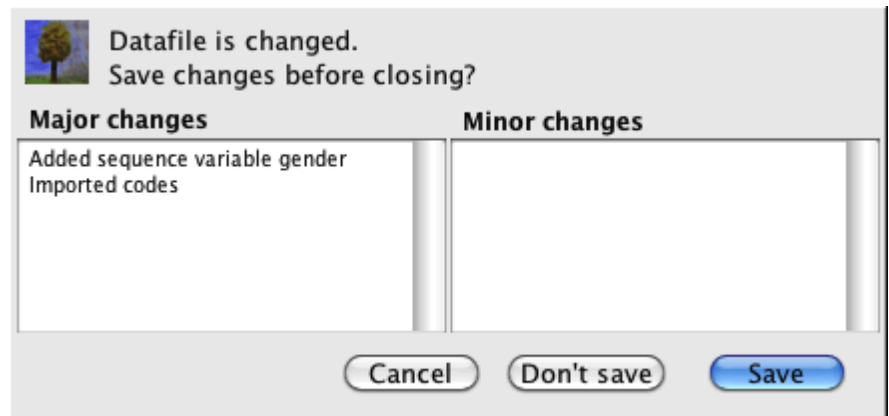 Datafile is changed.
Save changes before closing?
Major changes
Minor changes
Added sequence variable gender
Imported codes
Cancel
Don't save
Save